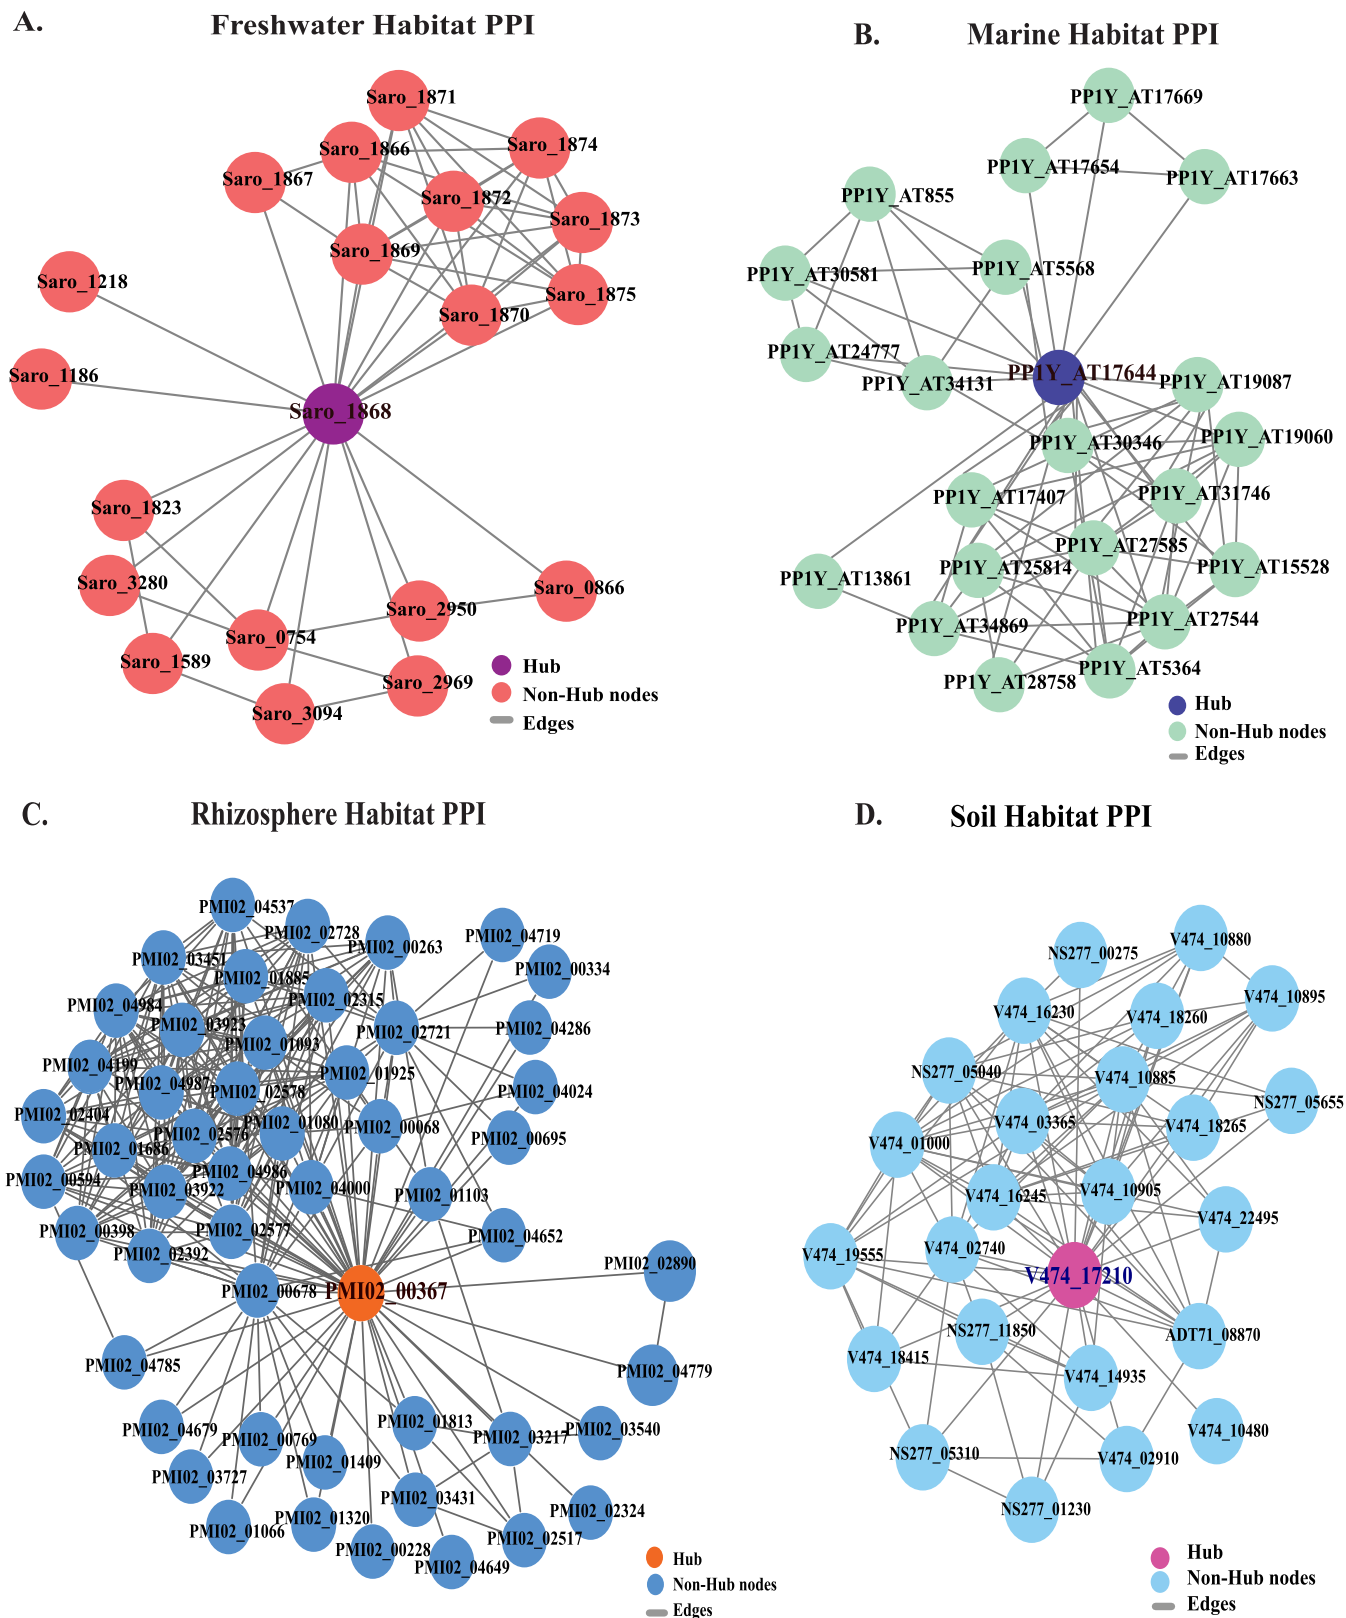 A.
Freshwater Habitat PPI
Saro_1871
Saro_1866
Saro_1874
Saro_1867
Saro_1872
Saro_1873
Saro_1869
Saro_1218
Saro_1875
Saro_1870
Saro_1186
Saro_1868
Saro_1823
Saro_3280
Saro_0866
Saro_2950
Saro_0754
Saro_1589
Saro_2969
Saro_3094
Hub
Non-Hub nodes
Edges
B.
Marine Habitat PPI
PP1Y_AT17669
PP1Y_AT17654
PP1Y_AT17663
PP1Y_AT855
PP1Y_AT30581
PP1Y_AT5568
PP1Y_AT24777
PP1Y_AT34131
PP1Y_AT17644
PP1Y_AT19087
PP1Y_AT30346
PP1Y_AT19060
PP1Y_AT17407
PP1Y_AT31746
PP1Y_AT27585
PP1Y_AT13861
PP1Y_AT25814
PP1Y_AT15528
PP1Y_AT34869
PP1Y_AT27544
PP1Y_AT28758
PP1Y_AT5364
Hub
Non-Hub nodes
Edges
C.
Rhizosphere Habitat PPI
PMI02_04537
PMI02_02728
PMI02_00263
PMI02_04719
PMI02_03451
PMI02_01885
PMI02_00334
PMI02_02315
PMI02_04984
PMI02_03923
PMI02_02721
PMI02_04286
PMI02_01093
PMI02_04199
PMI02_01925
PMI02_04987
PMI02_02578
PMI02_04024
PMI02_02404
PMI02_01080
PMI02_00068
PMI02_02576
PMI02_00695
PMI02_01686
PMI02_04986
PMI02_00594
PMI02_03922
PMI02_04000
PMI02_01103
PMI02_00398
PMI02_02577
PMI02_04652
PMI02_02392
PMI02_02890
PMI02_00678
PMI02_00367
PMI02_04785
PMI02_04779
PMI02_04679
PMI02_00769
PMI02_01813
PMI02_03217
PMI02_03540
PMI02_03727
PMI02_01409
PMI02_03431
PMI02_02324
PMI02_01066
PMI02_01320
PMI02_00228
PMI02_04649
PMI02_02517
Hub
Non-Hub nodes
Edges
D.
Soil Habitat PPI
V474_10880
NS277_00275
V474_10895
V474_16230
V474_18260
NS277_05040
V474_10885
NS277_05655
V474_03365
V474_18265
V474_01000
V474_16245
V474_10905
V474_22495
V474_19555
V474_02740
V474_17210
NS277_11850
ADT71_08870
V474_18415
V474_14935
V474_10480
NS277_05310
V474_02910
NS277_01230
Hub
Non-Hub nodes
Edges